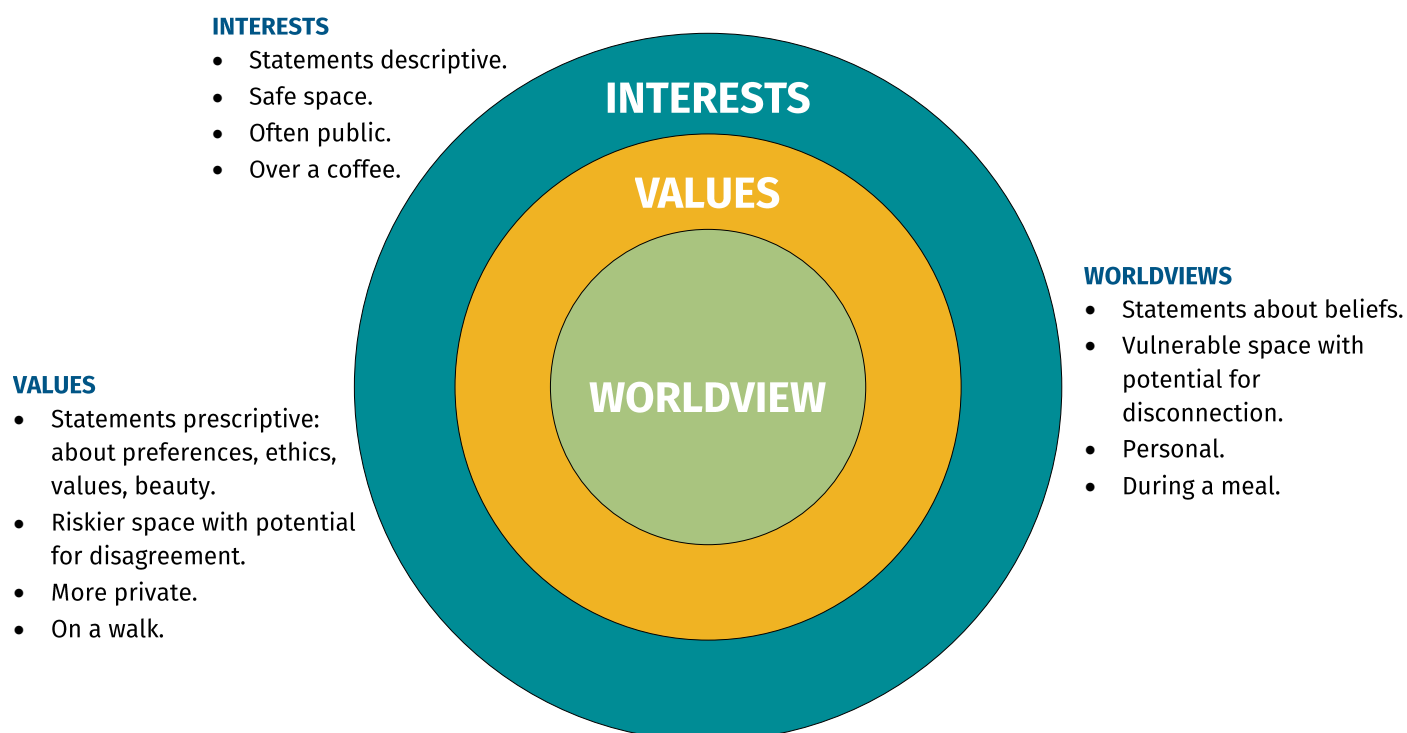 INTERESTS
• Statements descriptive.
• Safe space.
• Often public.
• Over a coffee.
INTERESTS
VALUES
WORLDVIEW
WORLDVIEWS
• Statements about beliefs.
• Vulnerable space with
potential for
disconnection.
• Personal.
• During a meal.
VALUES
• Statements prescriptive:
about preferences, ethics,
values, beauty.
• Riskier space with potential
for disagreement.
• More private.
• On a walk.